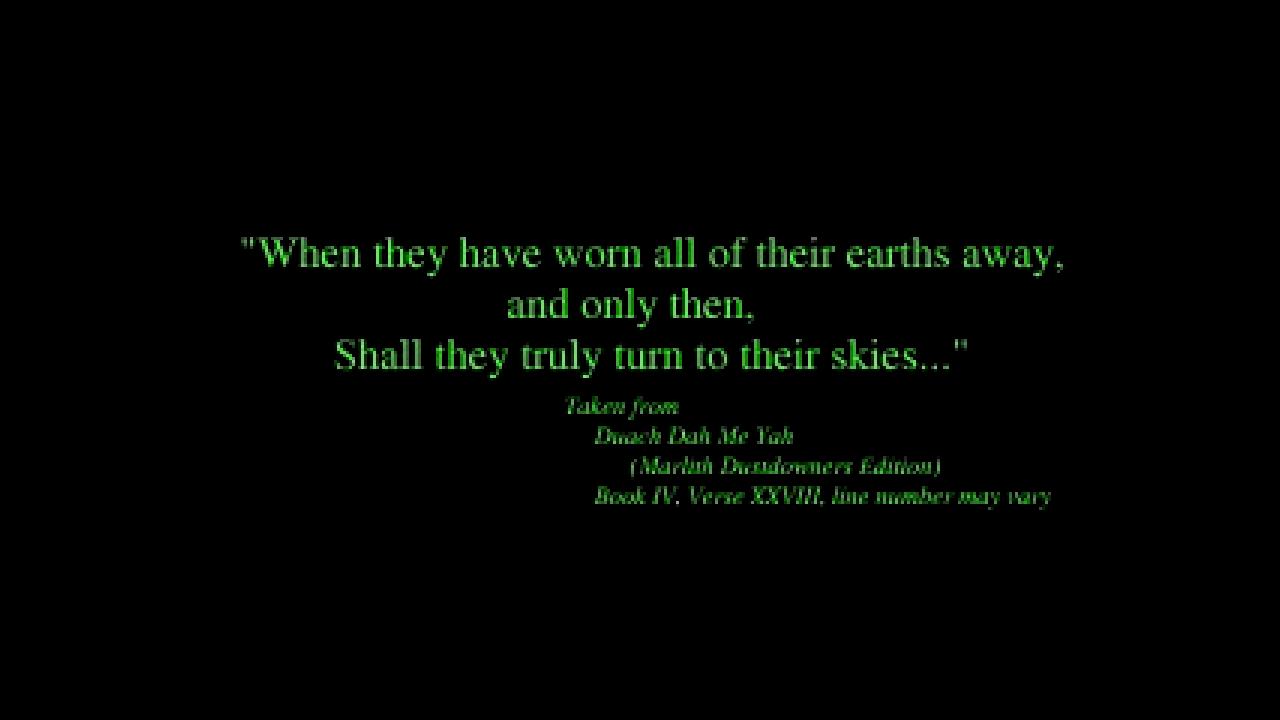 "When they have worn all of their earths away,
and only then,
Shall they truly turn to their skies..."
Taken from
Duach Dah Me Yah
(Marlith Dustdowners Edition)
Book IV, Verse XXVIII, line number may vary